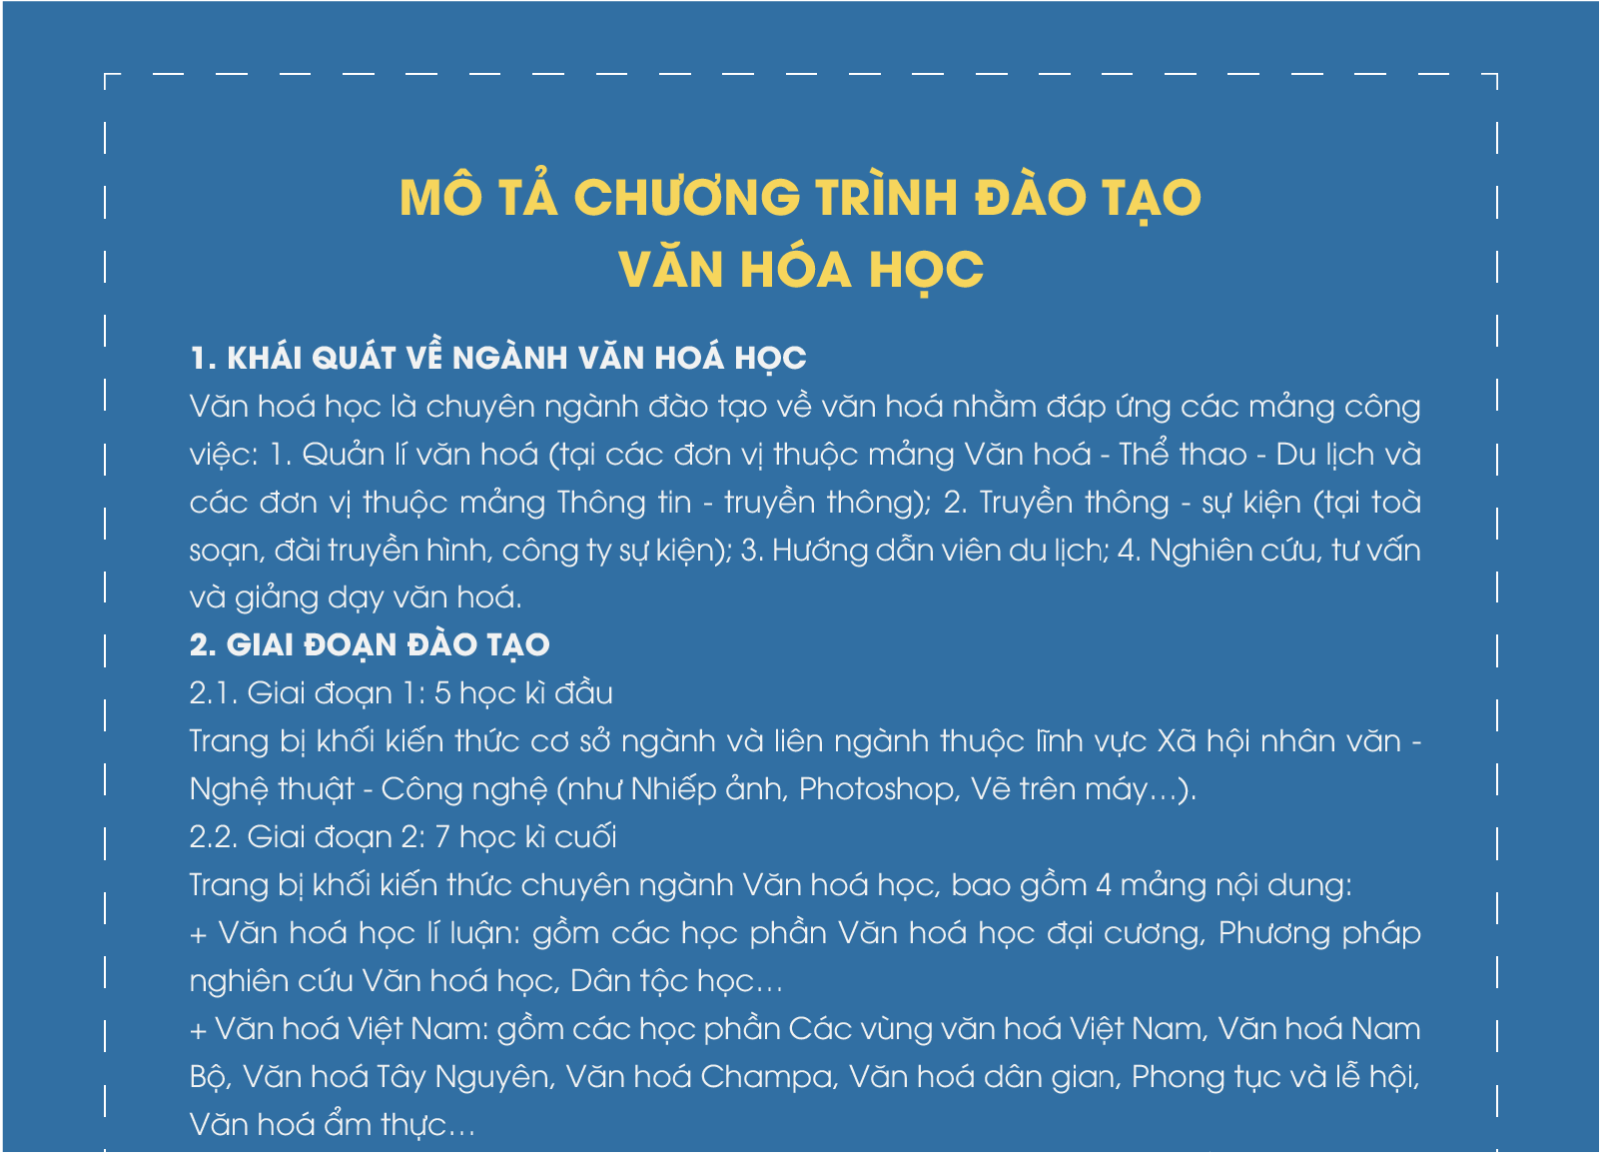 MÔ TẢ CHƯƠNG TRÌNH ĐÀO TẠO
VĂN HÓA HỌC
1. KHÁI QUÁT VỀ NGÀNH VĂN HOÁ HỌC
Văn hoá học là chuyên ngành đào tạo về văn hoá nhằm đáp ứng các mảng công
việc: 1. Quản lí văn hoá (tại các đơn vị thuộc mảng Văn hoá - Thể thao - Du lịch và
các đơn vị thuộc mảng Thông tin - truyền thông); 2. Truyền thông - sự kiện (tại toà
soạn, đài truyền hình, công ty sự kiện); 3. Hướng dẫn viên du lịch; 4. Nghiên cứu, tư vấn
và giảng dạy văn hoá.
2. GIAI ĐOẠN ĐÀO TẠO
2.1. Giai đoạn 1: 5 học kì đầu
Trang bị khối kiến thức cơ sở ngành và liên ngành thuộc lĩnh vực Xã hội nhân văn -
Nghệ thuật - Công nghệ (như Nhiếp ảnh, Photoshop, Vẽ trên máy...).
2.2. Giai đoạn 2: 7 học kì cuối
Trang bị khối kiến thức chuyên ngành Văn hoá học, bao gồm 4 mảng nội dung:
+ Văn hoá học lí luận: gồm các học phần Văn hoá học đại cương, Phương pháp
nghiên cứu Văn hoá học, Dân tộc học...
+ Văn hoá Việt Nam: gồm các học phần Các vùng văn hoá Việt Nam, Văn hoá Nam
Bộ, Văn hoá Tây Nguyên, Văn hoá Champa, Văn hoá dân gian, Phong tục và lễ hội,
Văn hoá ẩm thực...